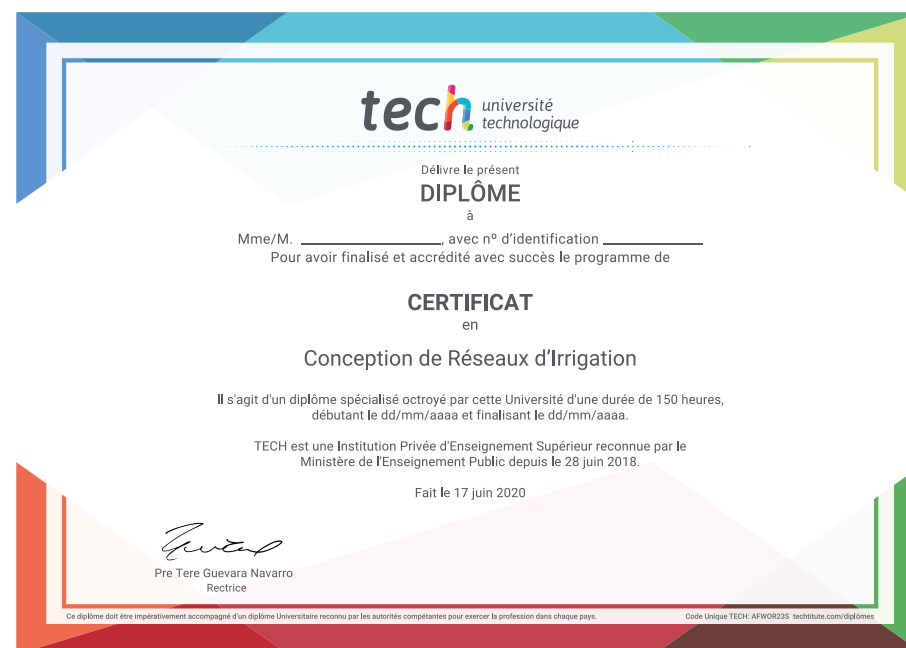 tech université
technologique
Délivre le présent
DIPLÔME
à
Mme/M. ____________________, avec nº d'identification ______________
Pour avoir finalisé et accrédité avec succès le programme de
CERTIFICAT
en
Conception de Réseaux d'Irrigation
Il s'agit d'un diplôme spécialisé octroyé par cette Université d'une durée de 150 heures,
débutant le dd/mm/aaaa et finalisant le dd/mm/aaaa.
TECH est une Institution Privée d'Enseignement Supérieur reconnue par le
Ministère de l'Enseignement Public depuis le 28 juin 2018.
Fait le 17 juin 2020
Pre Tere Guevara Navarro
Rectrice
Ce diplôme doit être impérativement accompagné d'un diplôme Universitaire reconnu par les autorités compétantes pour exercer la profession dans chaque pays.
Code Unique TECH: AFWOR23S techtitute.com/diplômes